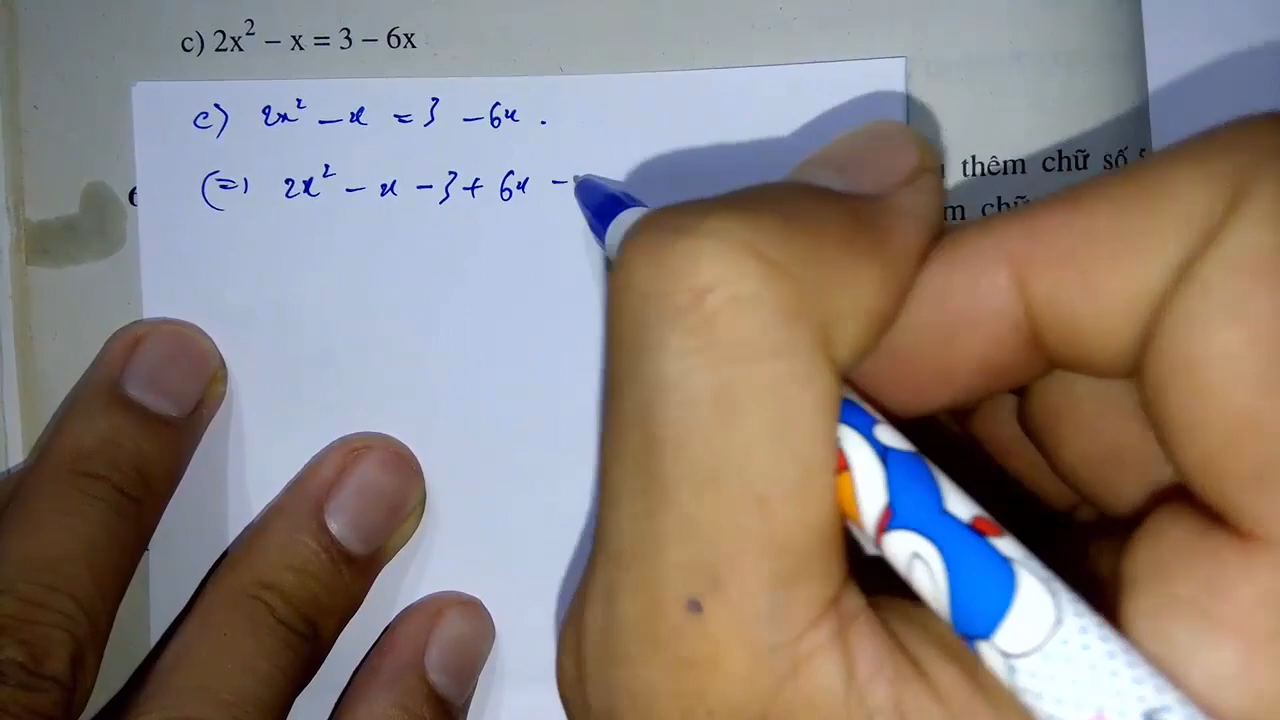 c) 2x² – x = 3 – 6x
c) 2x² – x = 3 – 6x .
(=) 2x² – x – 3 + 6x –
thêm chữ số